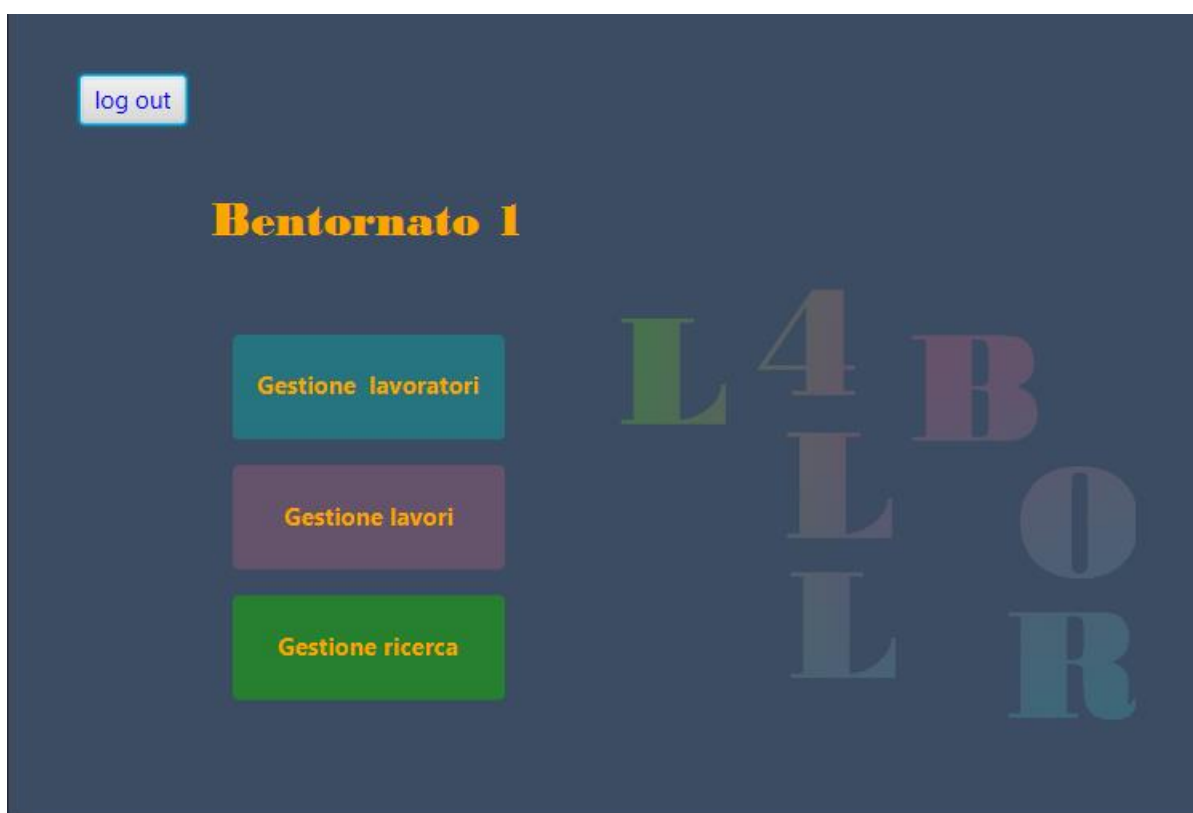 log out
Bentornato 1
Gestione  lavoratori
Gestione lavori
Gestione ricerca
L 4 B
L O
L R